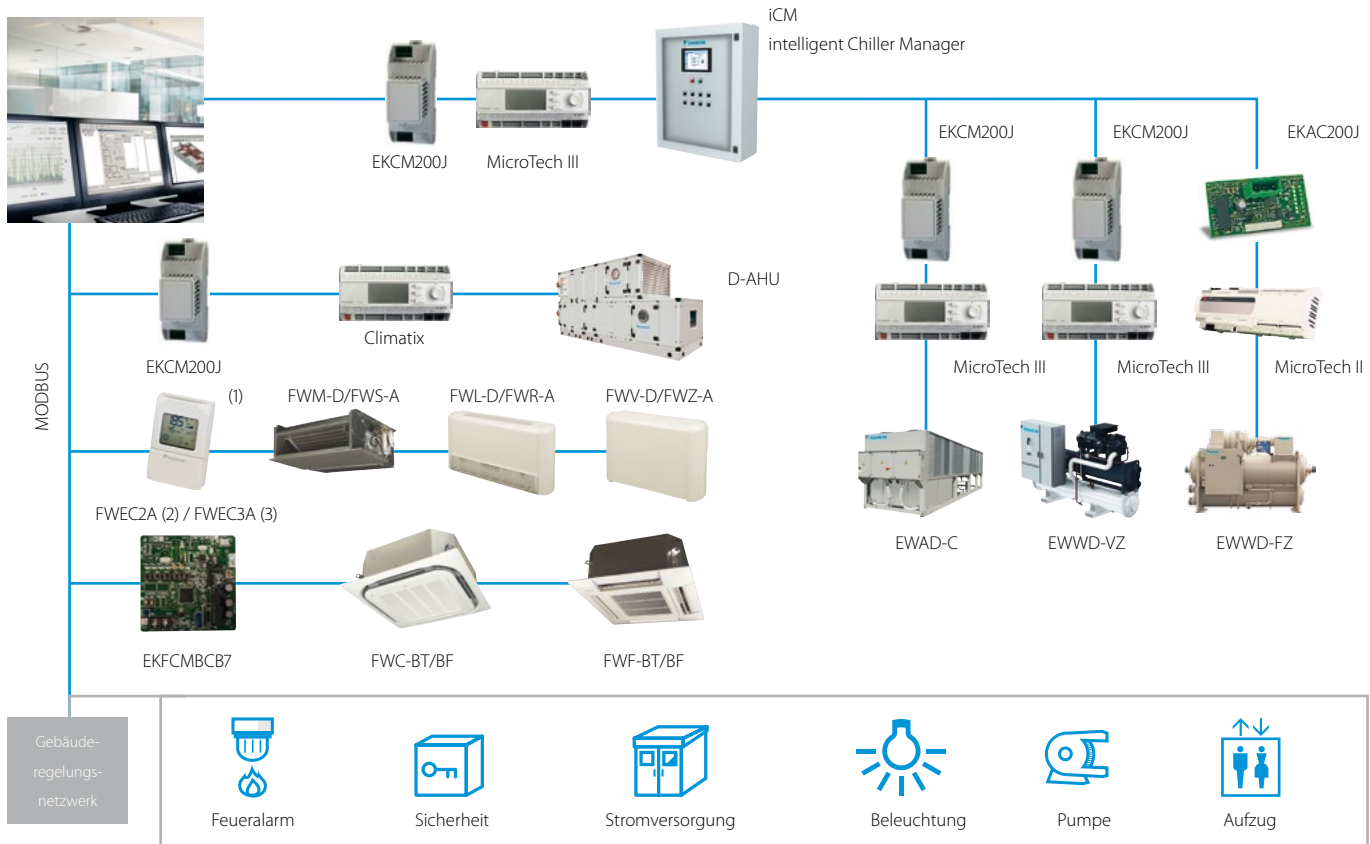 iCM
intelligent Chiller Manager
EKCM200J
MicroTech III
EKCM200J
EKCM200J
EKAC200J
D-AHU
Climatix
EKCM200J
MicroTech III
MicroTech III
MicroTech II
MODBUS
(1)
FWM-D/FWS-A
FWL-D/FWR-A
FWV-D/FWZ-A
FWEC2A (2) / FWEC3A (3)
EWAD-C
EWWD-VZ
EWWD-FZ
EKFCMBCB7
FWC-BT/BF
FWF-BT/BF
Gebäude-
regelungs-
netzwerk
Feueralarm
Sicherheit
Stromversorgung
Beleuchtung
Pumpe
Aufzug